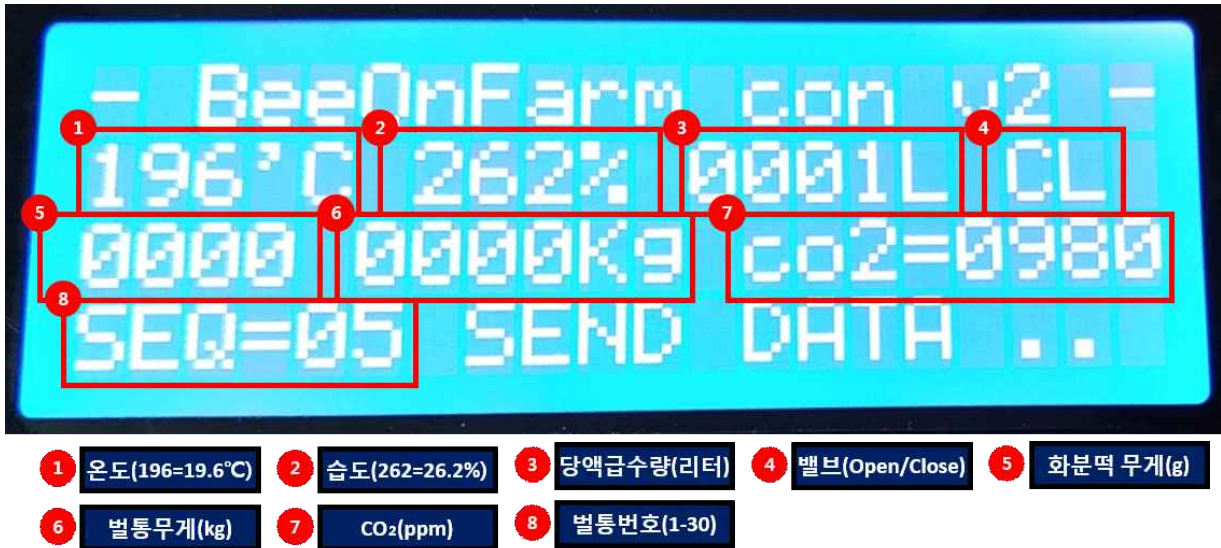 - BeeOnFarm con v2 -
1 2 3 4
196'C 262% 0001L CL
5 6 7
0000 0000Kg co2=0980
8
SEQ=05 SEND DATA ..
1 온도(196=19.6℃) 2 습도(262=26.2%) 3 당액급수량(리터) 4 밸브(Open/Close) 5 화분떡 무게(g)
6 벌통무게(kg) 7 CO₂(ppm) 8 벌통번호(1-30)